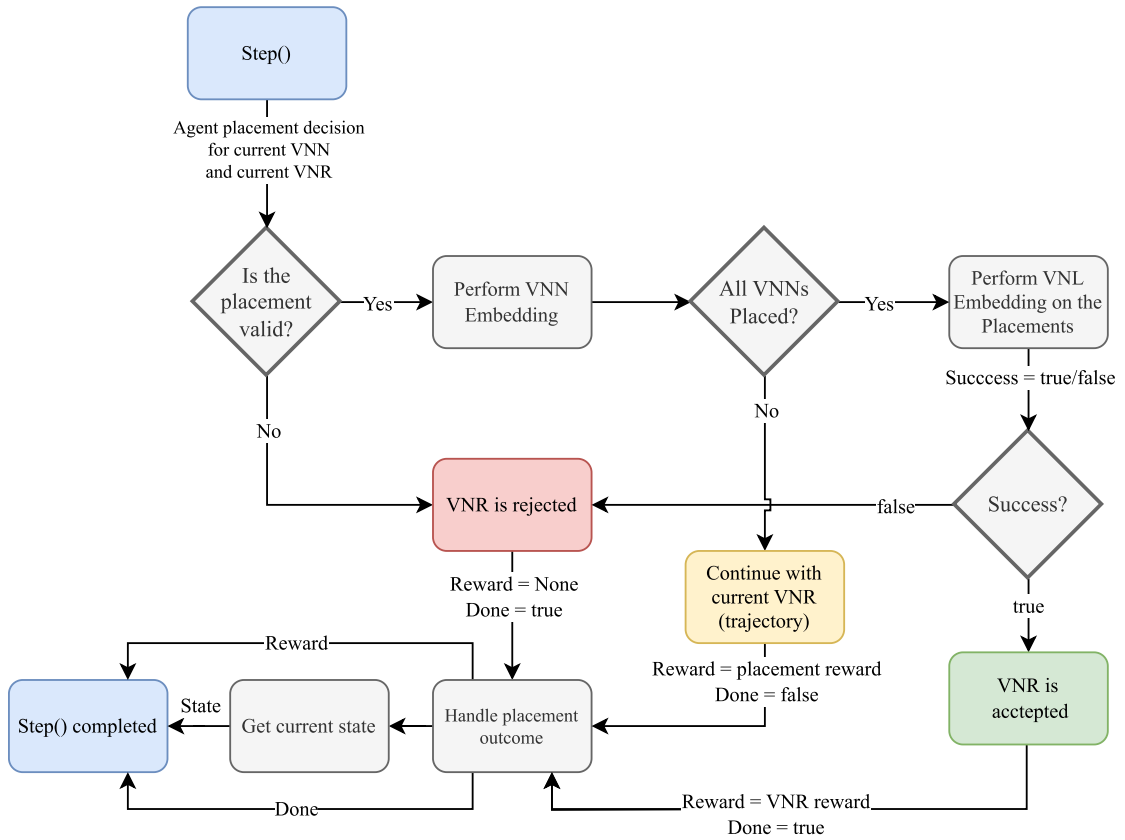 Step()
Agent placement decision
for current VNN
and current VNR
Is the
placement
valid?
Yes
Perform VNN
Embedding
All VNNs
Placed?
Yes
Perform VNL
Embedding on the
Placements
Succcess = true/false
No
No
VNR is rejected
false
Success?
Reward = None
Done = true
Continue with
current VNR
(trajectory)
true
Reward
Reward = placement reward
Done = false
VNR is
acctepted
Step() completed
State
Get current state
Handle placement
outcome
Done
Reward = VNR reward
Done = true